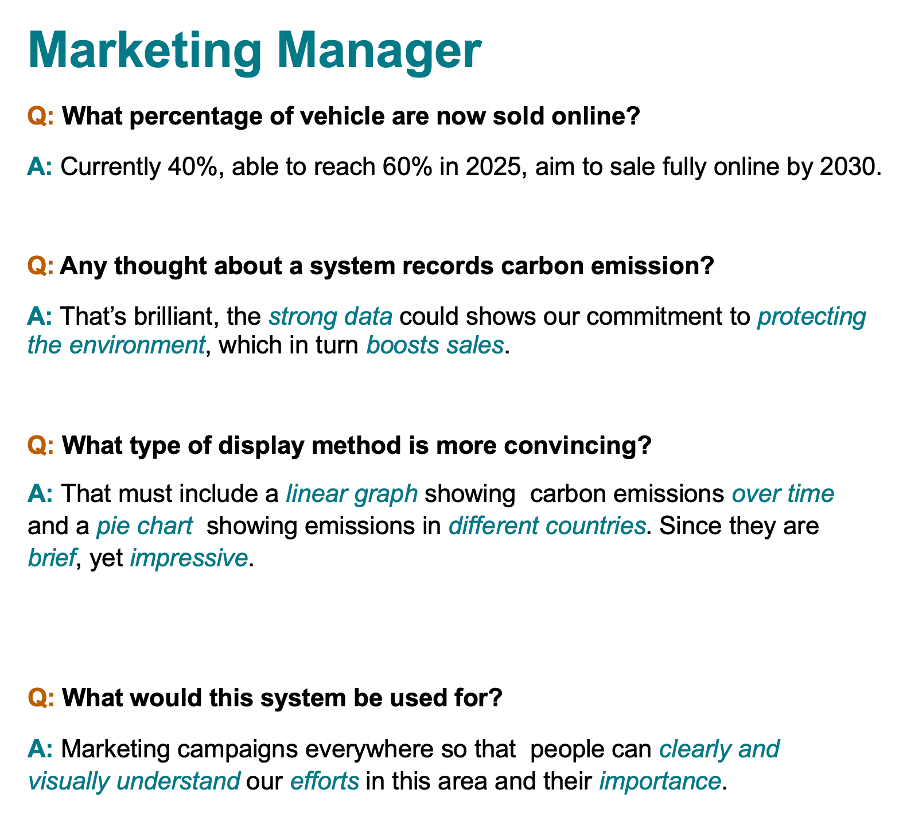 Marketing Manager
Q: What percentage of vehicle are now sold online?
A: Currently 40%, able to reach 60% in 2025, aim to sale fully online by 2030.
Q: Any thought about a system records carbon emission?
A: That’s brilliant, the strong data could shows our commitment to protecting
the environment, which in turn boosts sales.
Q: What type of display method is more convincing?
A: That must include a linear graph showing  carbon emissions over time
and a pie chart  showing emissions in different countries. Since they are
brief, yet impressive.
Q: What would this system be used for?
A: Marketing campaigns everywhere so that  people can clearly and
visually understand our efforts in this area and their importance.